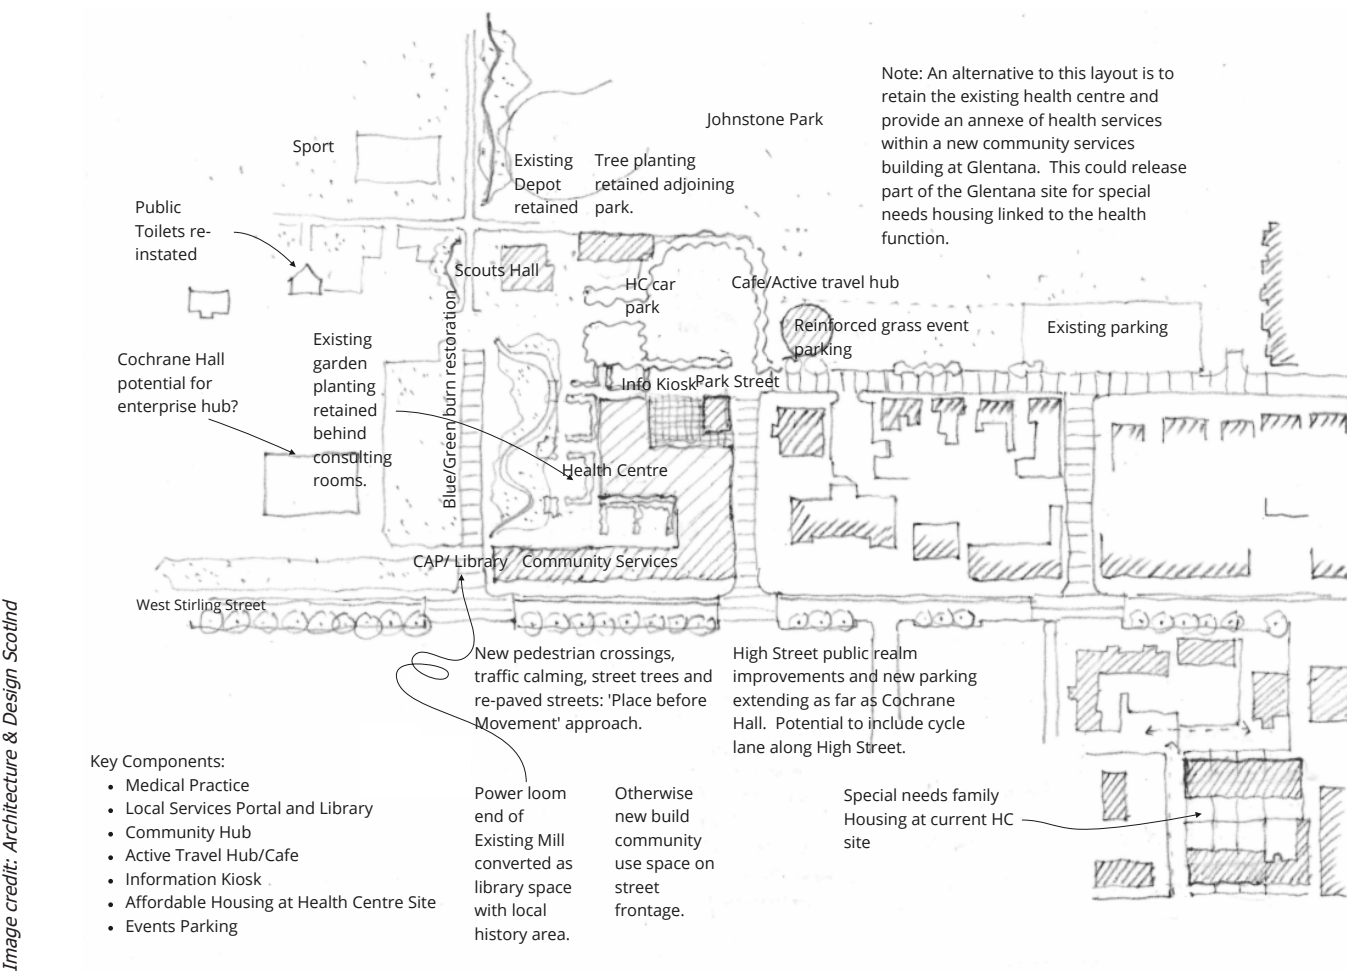 Note: An alternative to this layout is to
retain the existing health centre and
provide an annexe of health services
within a new community services
building at Glentana.  This could release
part of the Glentana site for special
needs housing linked to the health
function.
Johnstone Park
Sport
Existing
Depot
retained
Tree planting
retained adjoining
park.
Public
Toilets re-
instated
Scouts Hall
HC car
park
Cafe/Active travel hub
Reinforced grass event
parking
Existing parking
Cochrane Hall
potential for
enterprise hub?
Existing
garden
planting
retained
behind
consulting
rooms.
Blue/Green/burn restoration
Info Kiosk
Park Street
Health Centre
CAP/ Library
Community Services
West Stirling Street
New pedestrian crossings,
traffic calming, street trees and
re-paved streets: 'Place before
Movement' approach.
High Street public realm
improvements and new parking
extending as far as Cochrane
Hall.  Potential to include cycle
lane along High Street.
Key Components:
• Medical Practice
• Local Services Portal and Library
• Community Hub
• Active Travel Hub/Cafe
• Information Kiosk
• Affordable Housing at Health Centre Site
• Events Parking
Power loom
end of
Existing Mill
converted as
library space
with local
history area.
Otherwise
new build
community
use space on
street
frontage.
Special needs family
Housing at current HC
site
Image credit: Architecture & Design Scotlnd